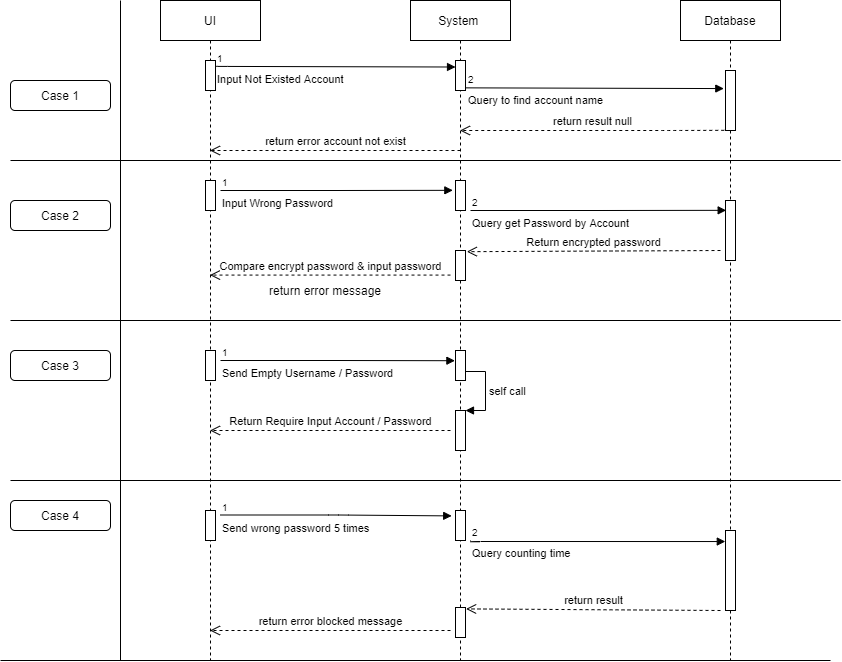 UI
System
Database
Case 1
1
Input Not Existed Account
2
Query to find account name
return result null
return error account not exist
Case 2
1
Input Wrong Password
2
Query get Password by Account
Return encrypted password
Compare encrypt password & input password
return error message
Case 3
1
Send Empty Username / Password
self call
Return Require Input Account / Password
Case 4
1
Send wrong password 5 times
2
Query counting time
return result
return error blocked message